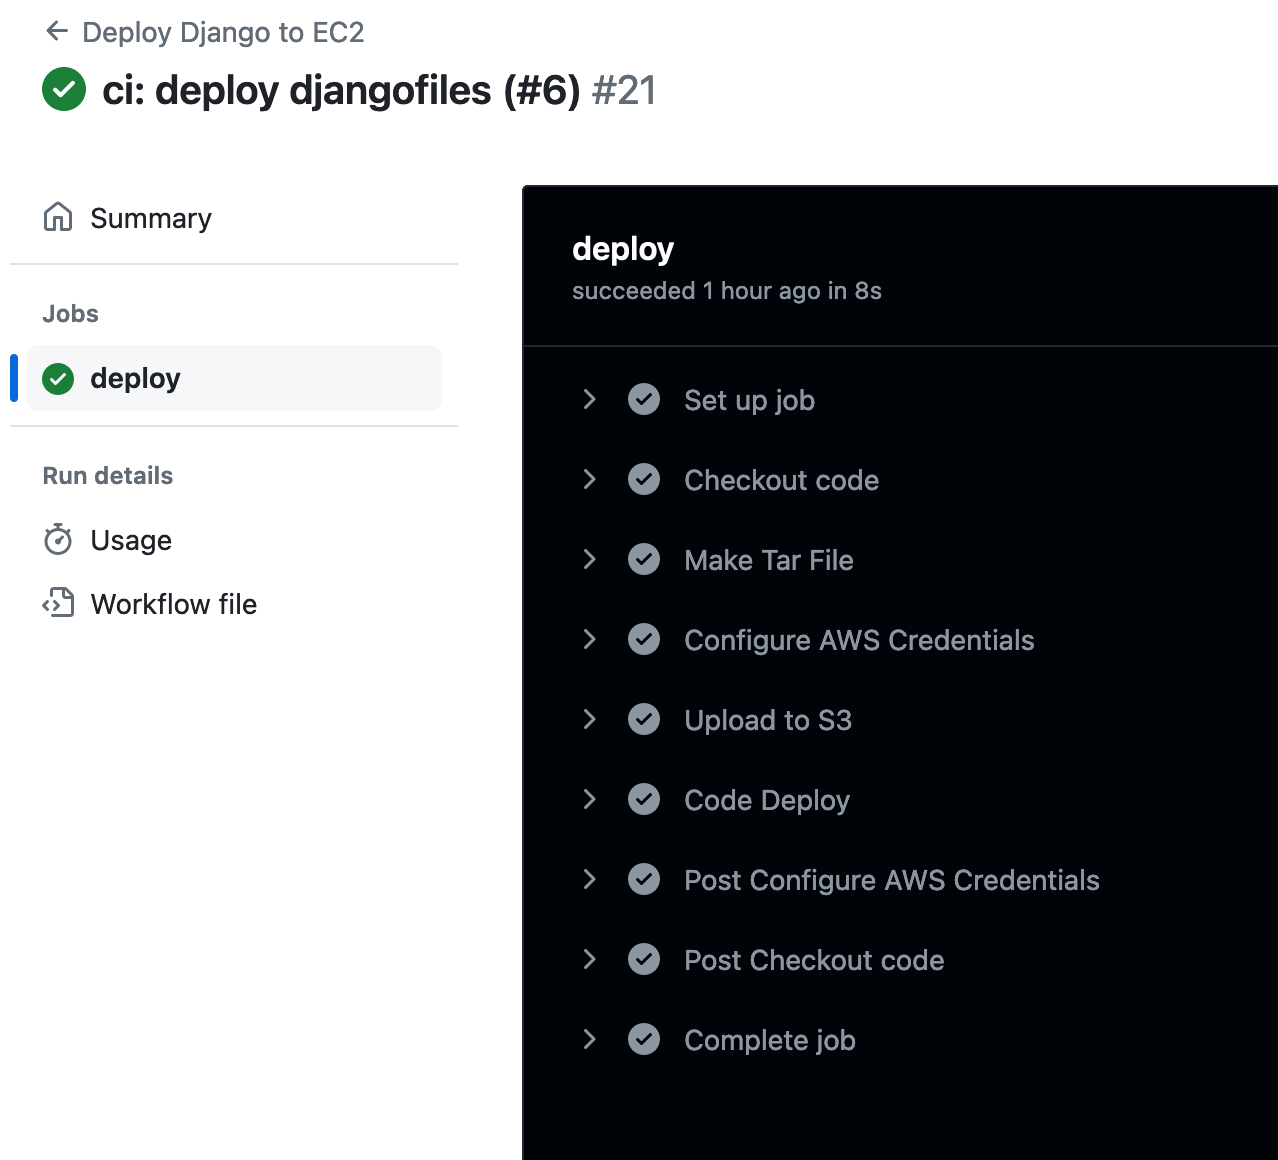 Deploy Django to EC2
ci: deploy djangofiles (#6) #21
Summary
Jobs
deploy
Run details
Usage
Workflow file
deploy
succeeded 1 hour ago in 8s
Set up job
Checkout code
Make Tar File
Configure AWS Credentials
Upload to S3
Code Deploy
Post Configure AWS Credentials
Post Checkout code
Complete job